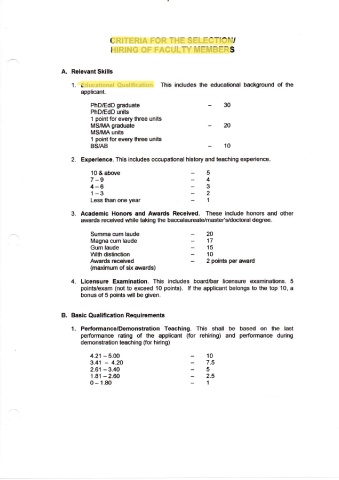 CRITERIA FOR THE SELECTION/
HIRING OF FACULTY MEMBERS
A. Relevant Skills
1. Educational Qualification. This includes the educational background of the
applicant.
PhD/EdD graduate – 30
PhD/EdD units
1 point for every three units
MS/MA graduate – 20
MS/MA units
1 point for every three units
BS/AB – 10
2. Experience. This includes occupational history and teaching experience.
10 & above – 5
7 – 9 – 4
4 – 6 – 3
1 – 3 – 2
Less than one year – 1
3. Academic Honors and Awards Received. These include honors and other
awards received while taking the baccalaureate/master's/doctoral degree.
Summa cum laude – 20
Magna cum laude – 17
Cum laude – 15
With distinction – 10
Awards received – 2 points per award
(maximum of six awards)
4. Licensure Examination. This includes board/bar licensure examinations. 5
points/exam (not to exceed 10 points). If the applicant belongs to the top 10, a
bonus of 5 points will be given.
B. Basic Qualification Requirements
1. Performance/Demonstration Teaching. This shall be based on the last
performance rating of the applicant (for rehiring) and performance during
demonstration teaching (for hiring)
4.21 – 5.00 – 10
3.41 – 4.20 – 7.5
2.61 – 3.40 – 5
1.81 – 2.60 – 2.5
0 – 1.80 – 1